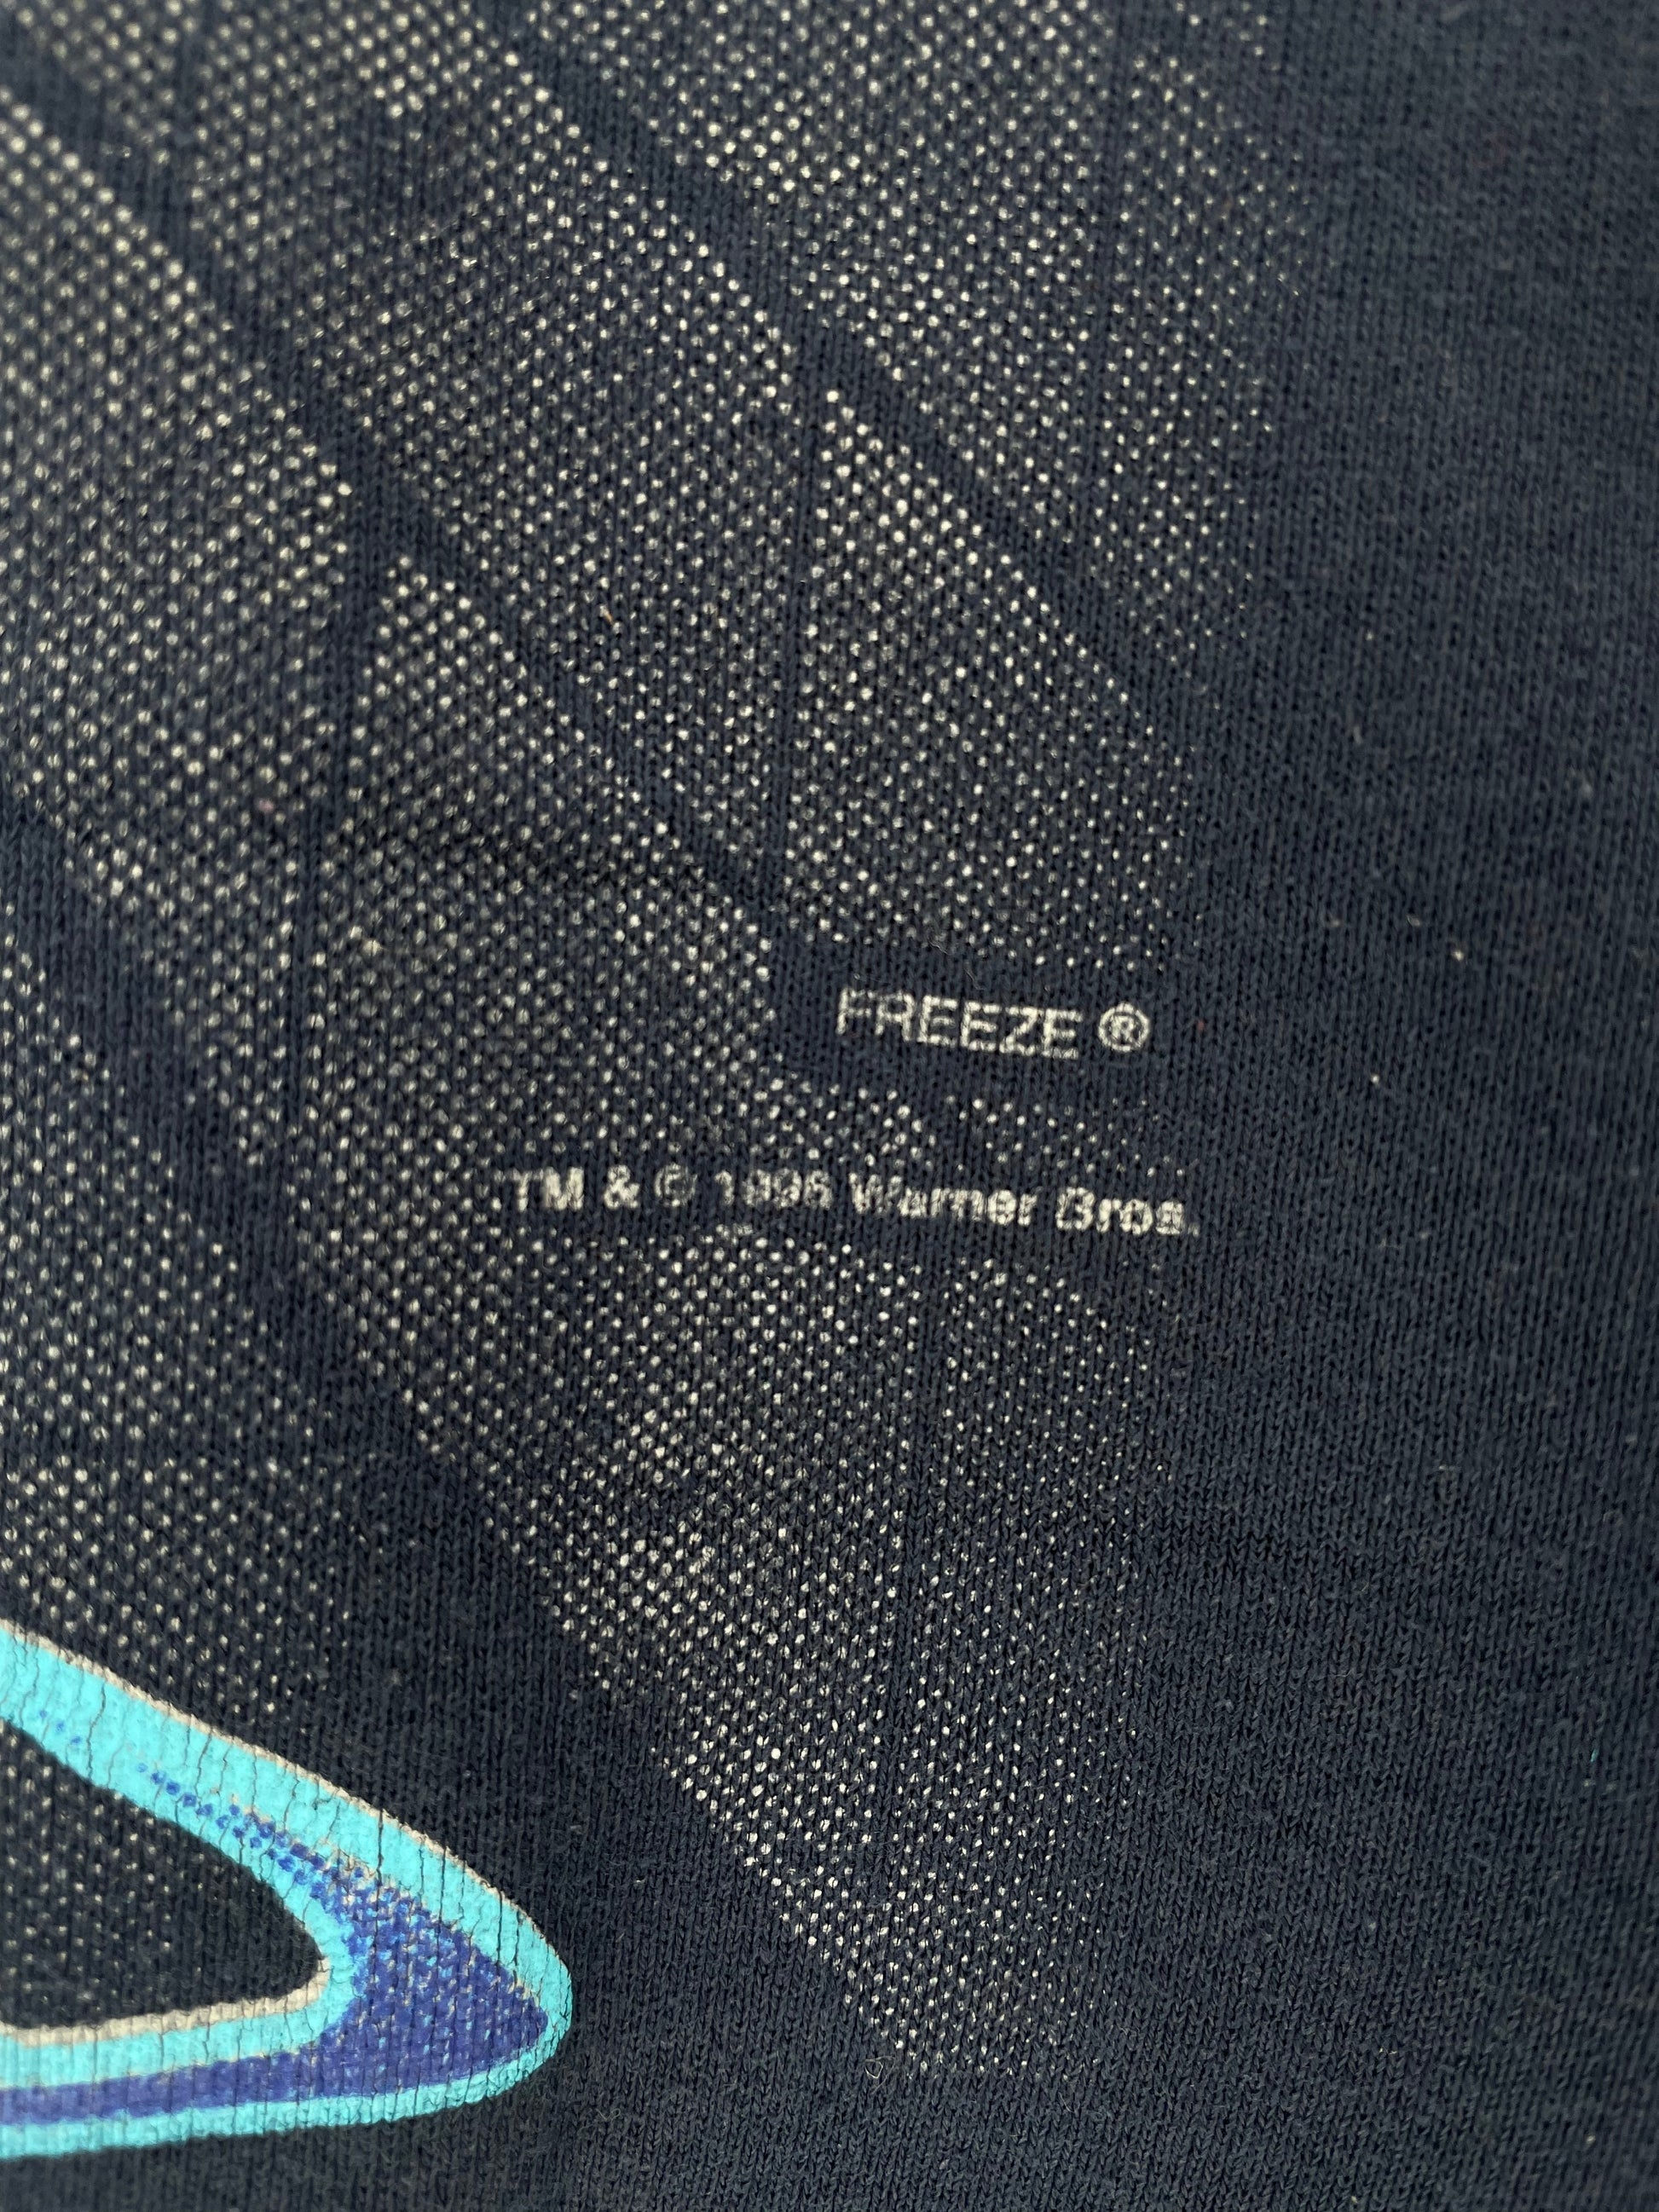 FREEZE ®
TM & © 1996 Warner Bros.